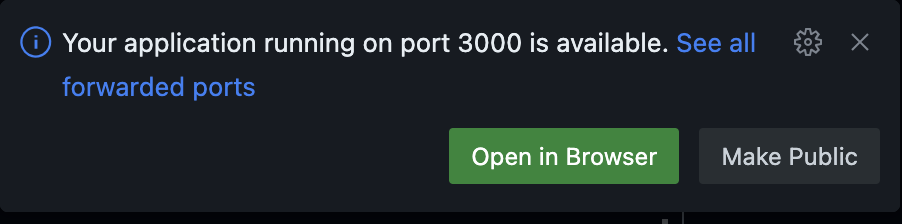 Your application running on port 3000 is available. See all
forwarded ports
Open in Browser
Make Public